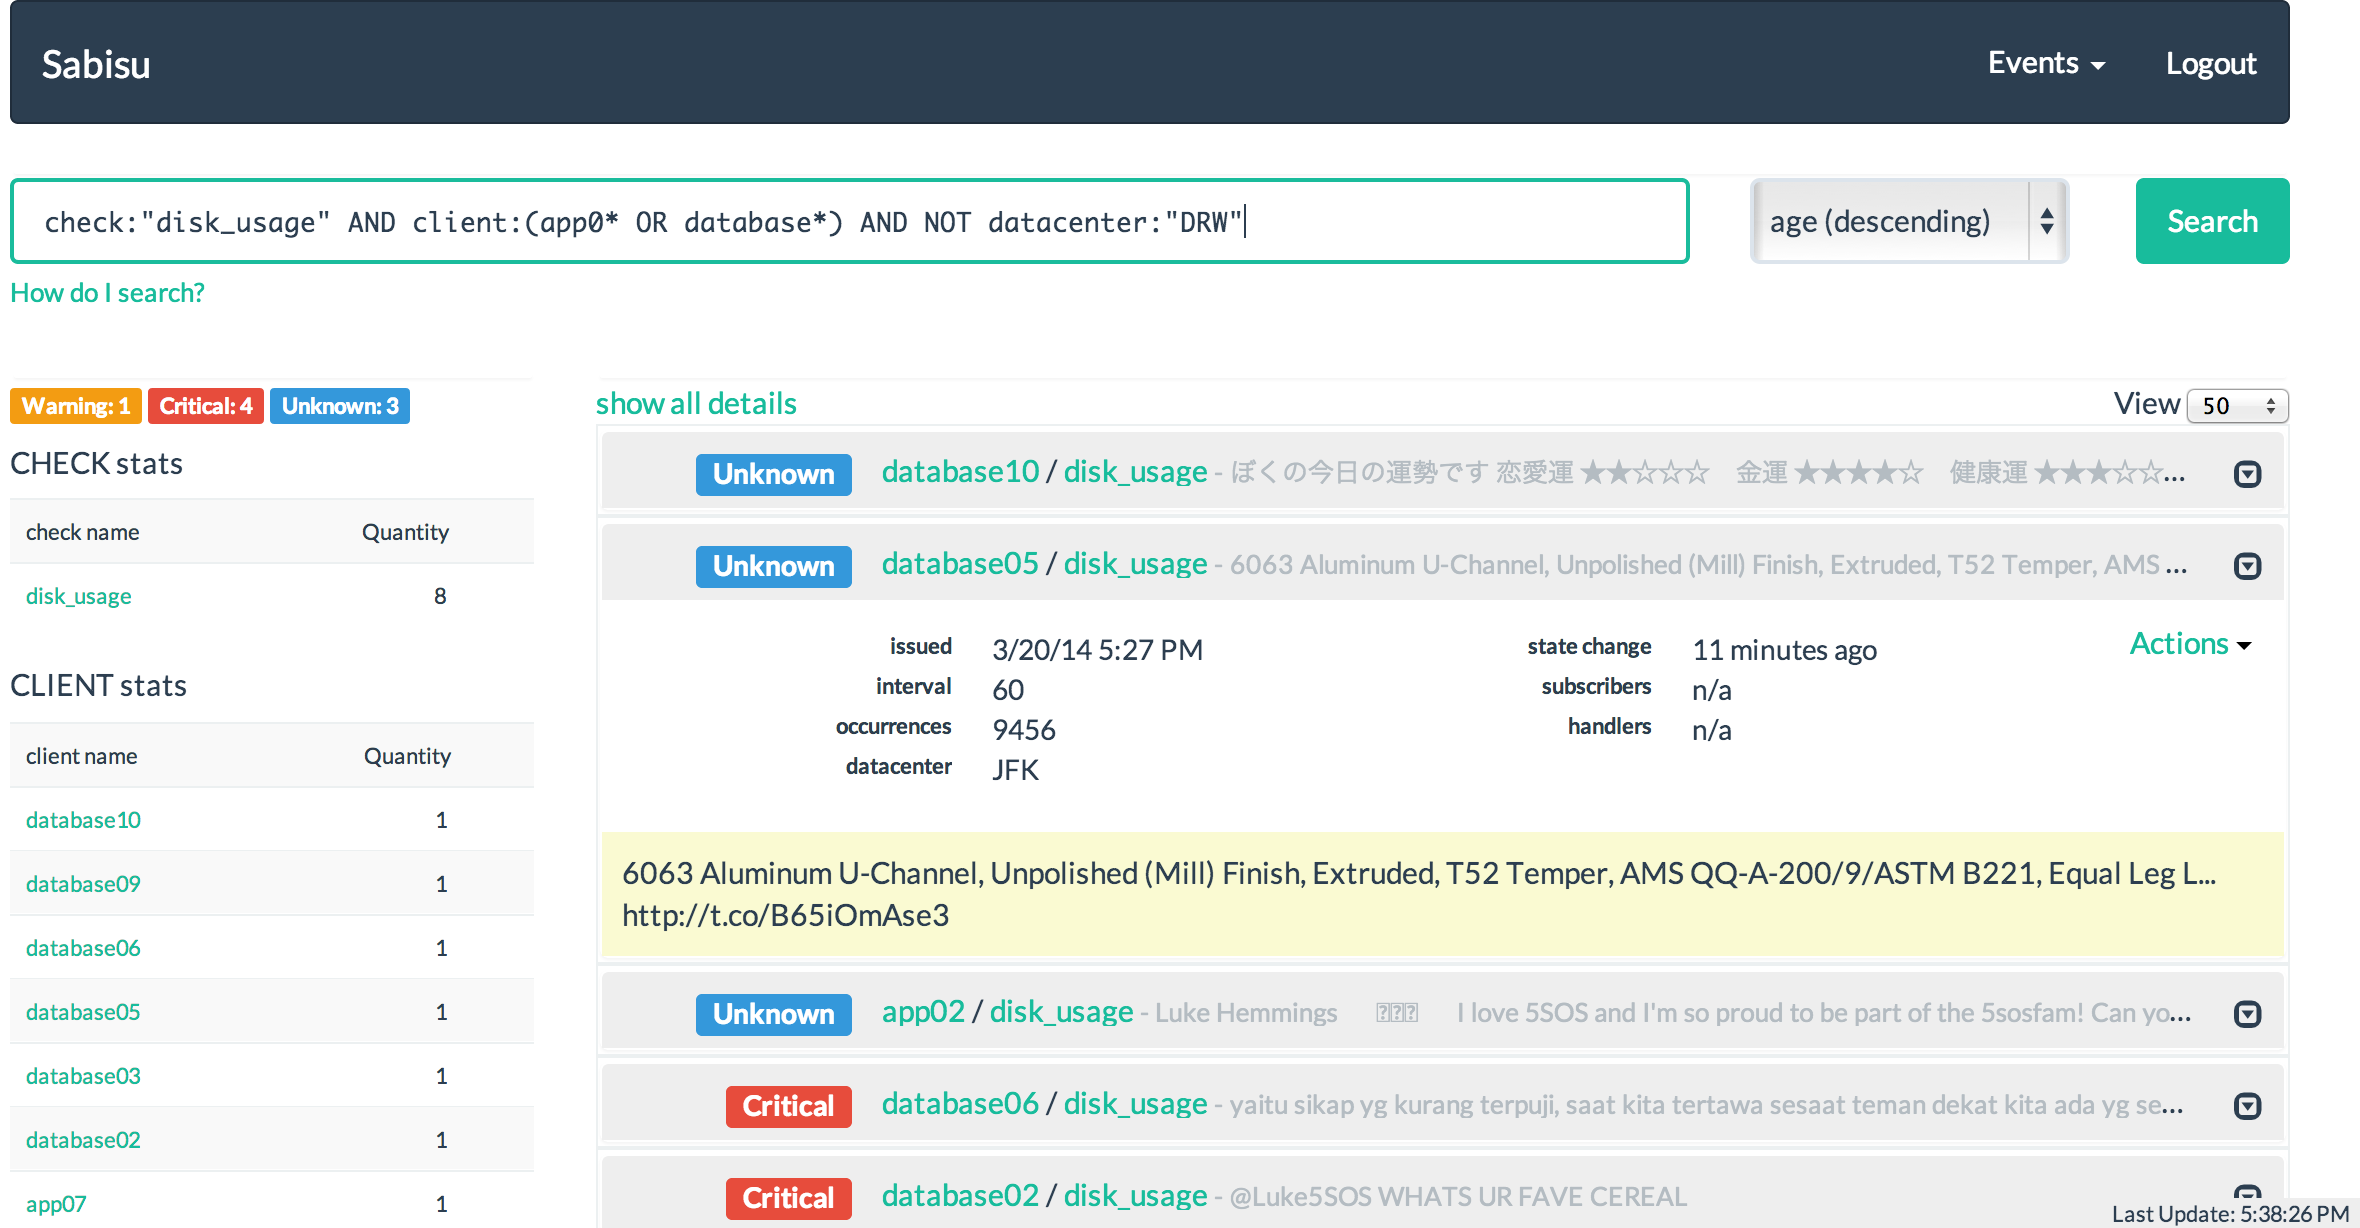 Sabisu
Events
Logout
check:"disk_usage" AND client:(app0* OR database*) AND NOT datacenter:"DRW"
age (descending)
Search
How do I search?
Warning: 1
Critical: 4
Unknown: 3
CHECK stats
check name Quantity
disk_usage 8
CLIENT stats
client name Quantity
database10 1
database09 1
database06 1
database05 1
database03 1
database02 1
app07 1
show all details
View 50
Unknown database10 / disk_usage - ぼくの今日の運勢です 恋愛運 ★★☆☆☆ 金運 ★★★★☆ 健康運 ★★★☆☆...
Unknown database05 / disk_usage - 6063 Aluminum U-Channel, Unpolished (Mill) Finish, Extruded, T52 Temper, AMS ...
issued 3/20/14 5:27 PM
interval 60
occurrences 9456
datacenter JFK
state change 11 minutes ago
subscribers n/a
handlers n/a
Actions
6063 Aluminum U-Channel, Unpolished (Mill) Finish, Extruded, T52 Temper, AMS QQ-A-200/9/ASTM B221, Equal Leg L...
http://t.co/B65iOmAse3
Unknown app02 / disk_usage - Luke Hemmings I love 5SOS and I'm so proud to be part of the 5sosfam! Can yo...
Critical database06 / disk_usage - yaitu sikap yg kurang terpuji, saat kita tertawa sesaat teman dekat kita ada yg se...
Critical database02 / disk_usage - @Luke5SOS WHATS UR FAVE CEREAL
Last Update: 5:38:26 PM